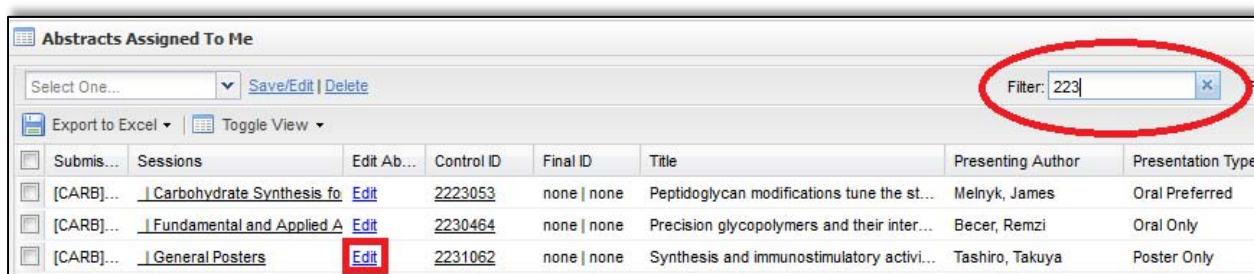 Abstracts Assigned To Me
Select One... Save/Edit | Delete Filter: 223
Export to Excel | Toggle View
Submis... Sessions Edit Ab... Control ID Final ID Title Presenting Author Presentation Type
[CARB]... | Carbohydrate Synthesis fo Edit 2223053 none | none Peptidoglycan modifications tune the st... Melnyk, James Oral Preferred
[CARB]... | Fundamental and Applied A Edit 2230464 none | none Precision glycopolymers and their inter... Becer, Remzi Oral Only
[CARB]... | General Posters Edit 2231062 none | none Synthesis and immunostimulatory activi... Tashiro, Takuya Poster Only